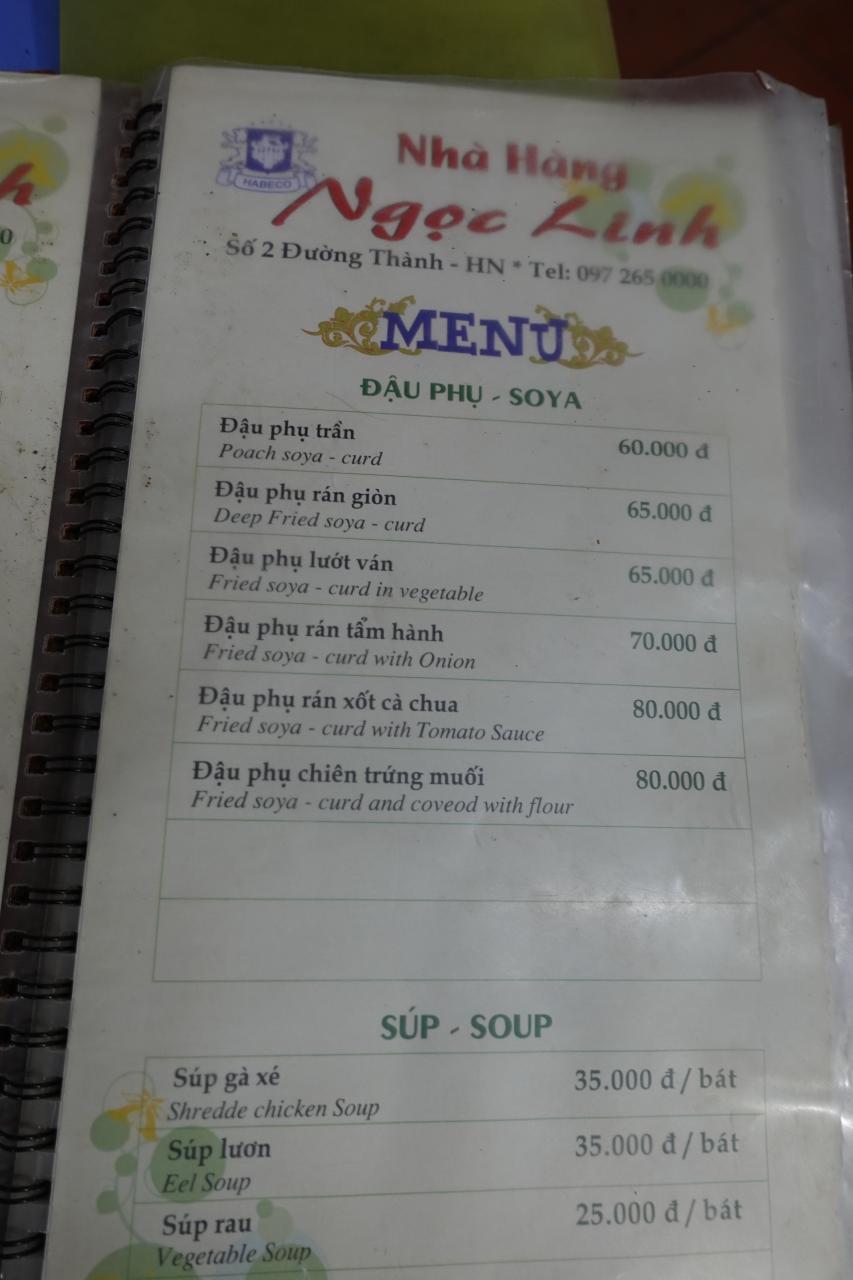 h
0
HABECO
Nhà Hàng
Ngọc Linh
Số 2 Đường Thành - HN * Tel: 097 265 0000
MENU
ĐẬU PHỤ - SOYA
Đậu phụ trần 60.000 đ
Poach soya - curd
Đậu phụ rán giòn 65.000 đ
Deep Fried soya - curd
Đậu phụ lướt ván 65.000 đ
Fried soya - curd in vegetable
Đậu phụ rán tẩm hành 70.000 đ
Fried soya - curd with Onion
Đậu phụ rán xốt cà chua 80.000 đ
Fried soya - curd with Tomato Sauce
Đậu phụ chiên trứng muối 80.000 đ
Fried soya - curd and coveod with flour
SÚP - SOUP
Súp gà xé 35.000 đ / bát
Shredde chicken Soup
Súp lươn 35.000 đ / bát
Eel Soup
Súp rau 25.000 đ / bát
Vegetable Soup